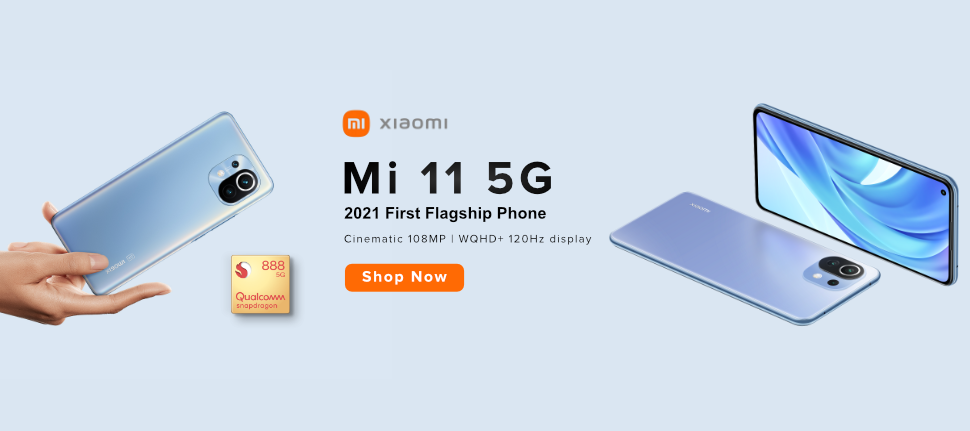 mi xiaomi
Mi 11 5G
2021 First Flagship Phone
Cinematic 108MP | WQHD+ 120Hz display
Shop Now
888
5G
Qualcomm
snapdragon
XIAOMI